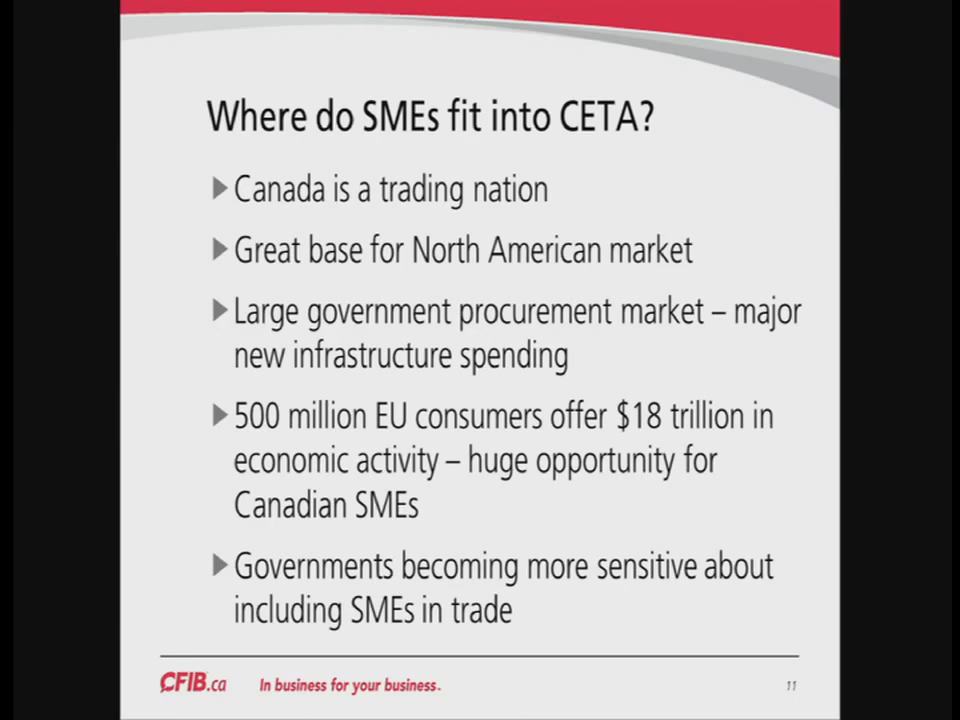 Where do SMEs fit into CETA?
Canada is a trading nation
Great base for North American market
Large government procurement market – major
new infrastructure spending
500 million EU consumers offer $18 trillion in
economic activity – huge opportunity for
Canadian SMEs
Governments becoming more sensitive about
including SMEs in trade
CFIB.ca In business for your business. 11